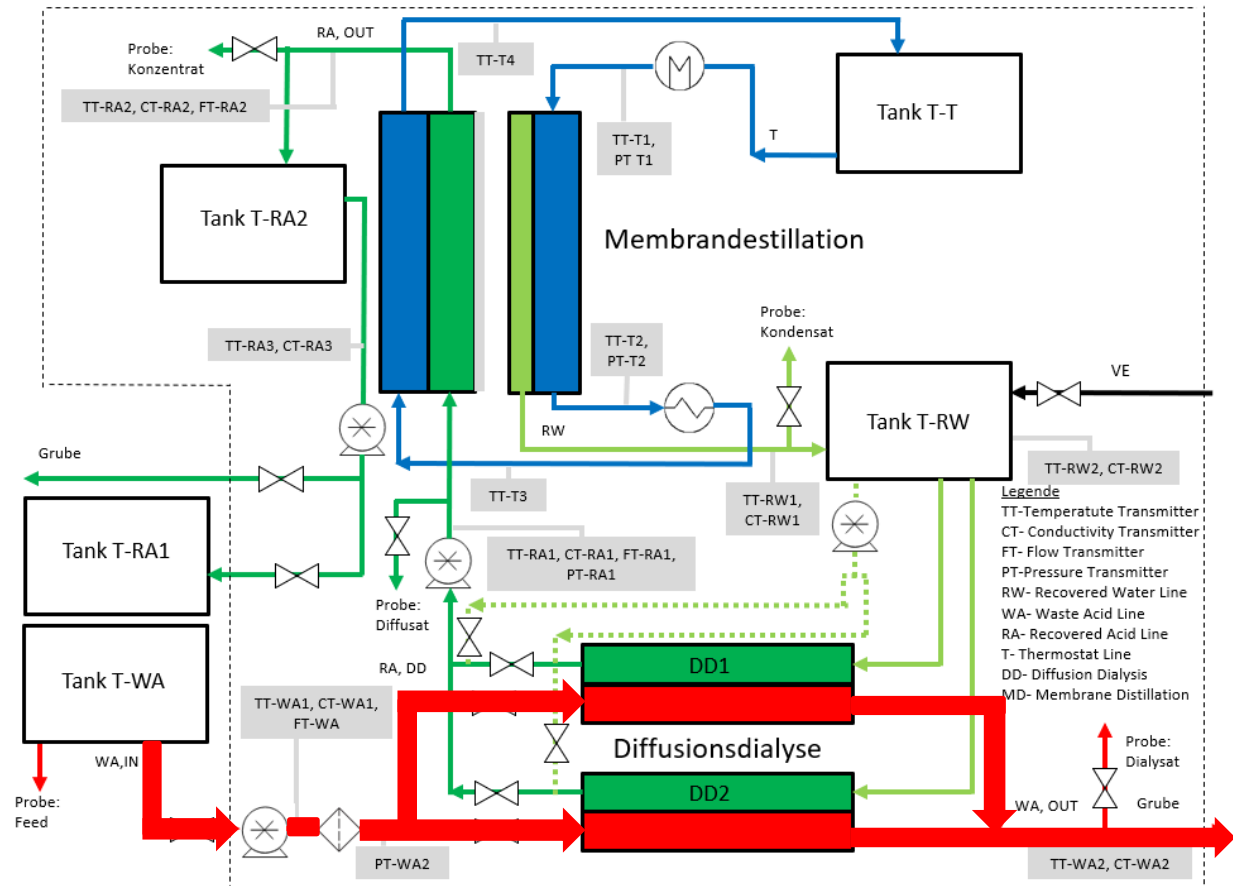 RA, OUT
Probe:
Konzentrat
TT-T4
TT-RA2, CT-RA2, FT-RA2
TT-T1,
PT T1
T
Tank T-T
Tank T-RA2
Membrandestillation
Probe:
Kondensat
TT-RA3, CT-RA3
TT-T2,
PT-T2
VE
Tank T-RW
RW
Grube
TT-T3
TT-RW1,
CT-RW1
TT-RW2, CT-RW2
Legende
TT-Temperatute Transmitter
CT- Conductivity Transmitter
FT- Flow Transmitter
PT-Pressure Transmitter
RW- Recovered Water Line
WA- Waste Acid Line
RA- Recovered Acid Line
T- Thermostat Line
DD- Diffusion Dialysis
MD- Membrane Distillation
Tank T-RA1
TT-RA1, CT-RA1, FT-RA1,
PT-RA1
Probe:
Diffusat
RA, DD
DD1
Tank T-WA
TT-WA1, CT-WA1,
FT-WA
Diffusionsdialyse
WA,IN
Probe:
Feed
DD2
Probe:
Dialysat
WA, OUT
Grube
PT-WA2
TT-WA2, CT-WA2
M